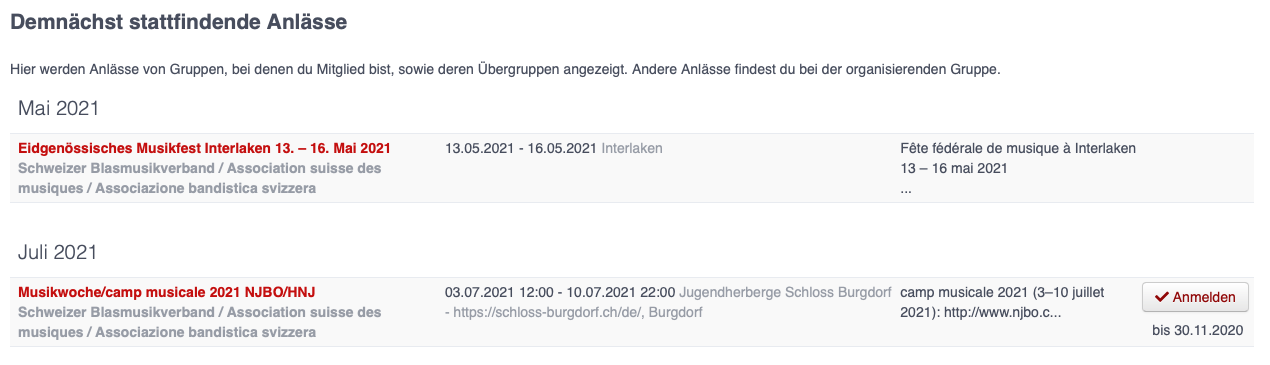 Demnächst stattfindende Anlässe
Hier werden Anlässe von Gruppen, bei denen du Mitglied bist, sowie deren Übergruppen angezeigt. Andere Anlässe findest du bei der organisierenden Gruppe.
Mai 2021
Eidgenössisches Musikfest Interlaken 13. – 16. Mai 2021
Schweizer Blasmusikverband / Association suisse des
musiques / Associazione bandistica svizzera
13.05.2021 - 16.05.2021 Interlaken
Fête fédérale de musique à Interlaken
13 – 16 mai 2021
...
Juli 2021
Musikwoche/camp musicale 2021 NJBO/HNJ
Schweizer Blasmusikverband / Association suisse des
musiques / Associazione bandistica svizzera
03.07.2021 12:00 - 10.07.2021 22:00 Jugendherberge Schloss Burgdorf
- https://schloss-burgdorf.ch/de/, Burgdorf
camp musicale 2021 (3–10 juillet
2021): http://www.njbo.c...
Anmelden
bis 30.11.2020